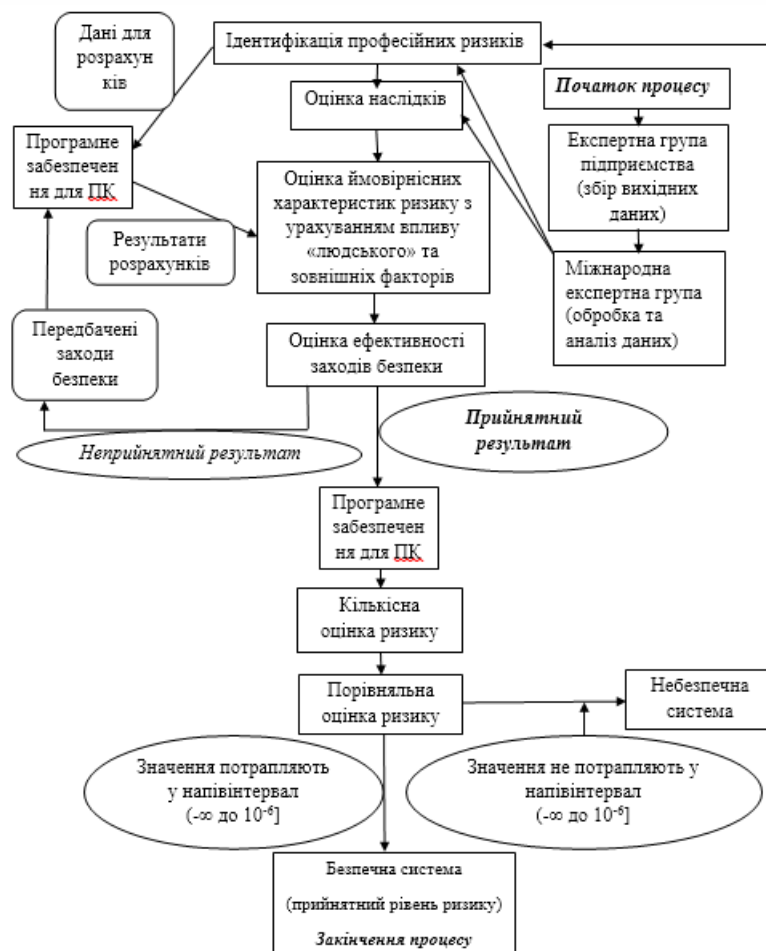 Дані для
розрахун
ків
Ідентифікація професійних ризиків
Оцінка наслідків
Початок процесу
Програмне
забезпечен
ня для ПК
Експертна група
підприємства
(збір вихідних
даних)
Оцінка ймовірнісних
характеристик ризику з
урахуванням впливу
«людського» та
зовнішніх факторів
Результати
розрахунків
Міжнародна
експертна група
(обробка та
аналіз даних)
Передбачені
заходи
безпеки
Оцінка ефективності
заходів безпеки
Прийнятний
результат
Неприйнятний результат
Програмне
забезпечен
ня для ПК
Кількісна
оцінка ризику
Порівняльна
оцінка ризику
Небезпечна
система
Значення потрапляють
у напівінтервал
(-∞ до 10⁻⁶]
Значення не потрапляють у
напівінтервал
(-∞ до 10⁻⁶]
Безпечна система
(прийнятний рівень ризику)
Закінчення процесу